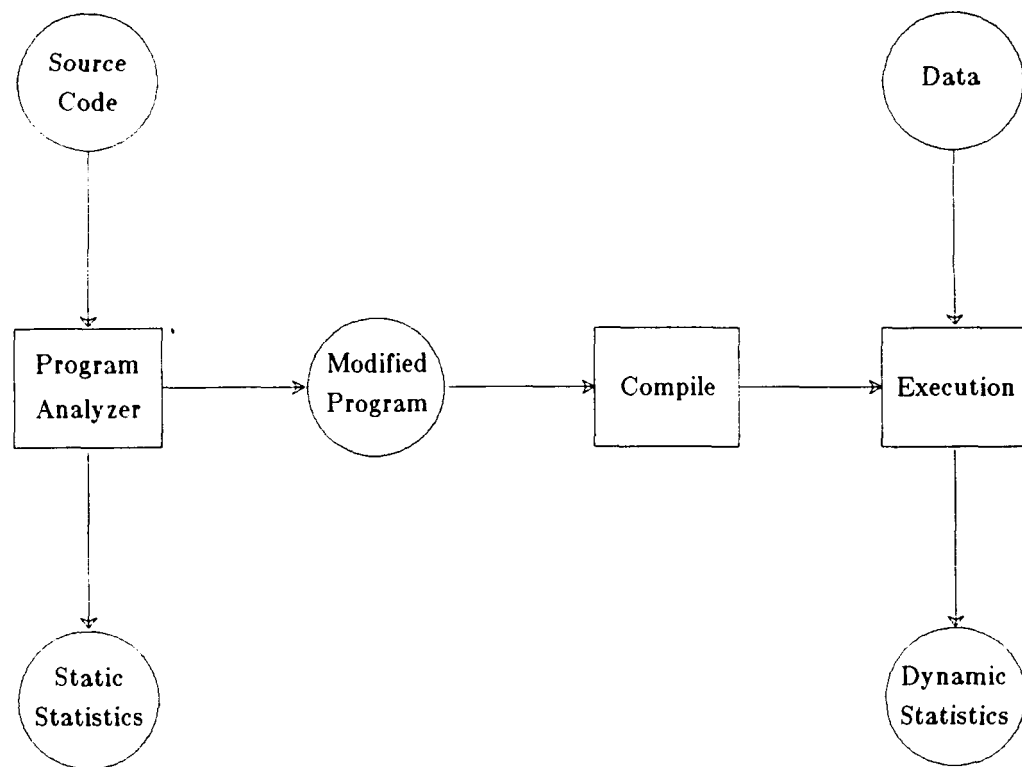 Source
Code
Data
Program
Analyzer
Modified
Program
Compile
Execution
Static
Statistics
Dynamic
Statistics